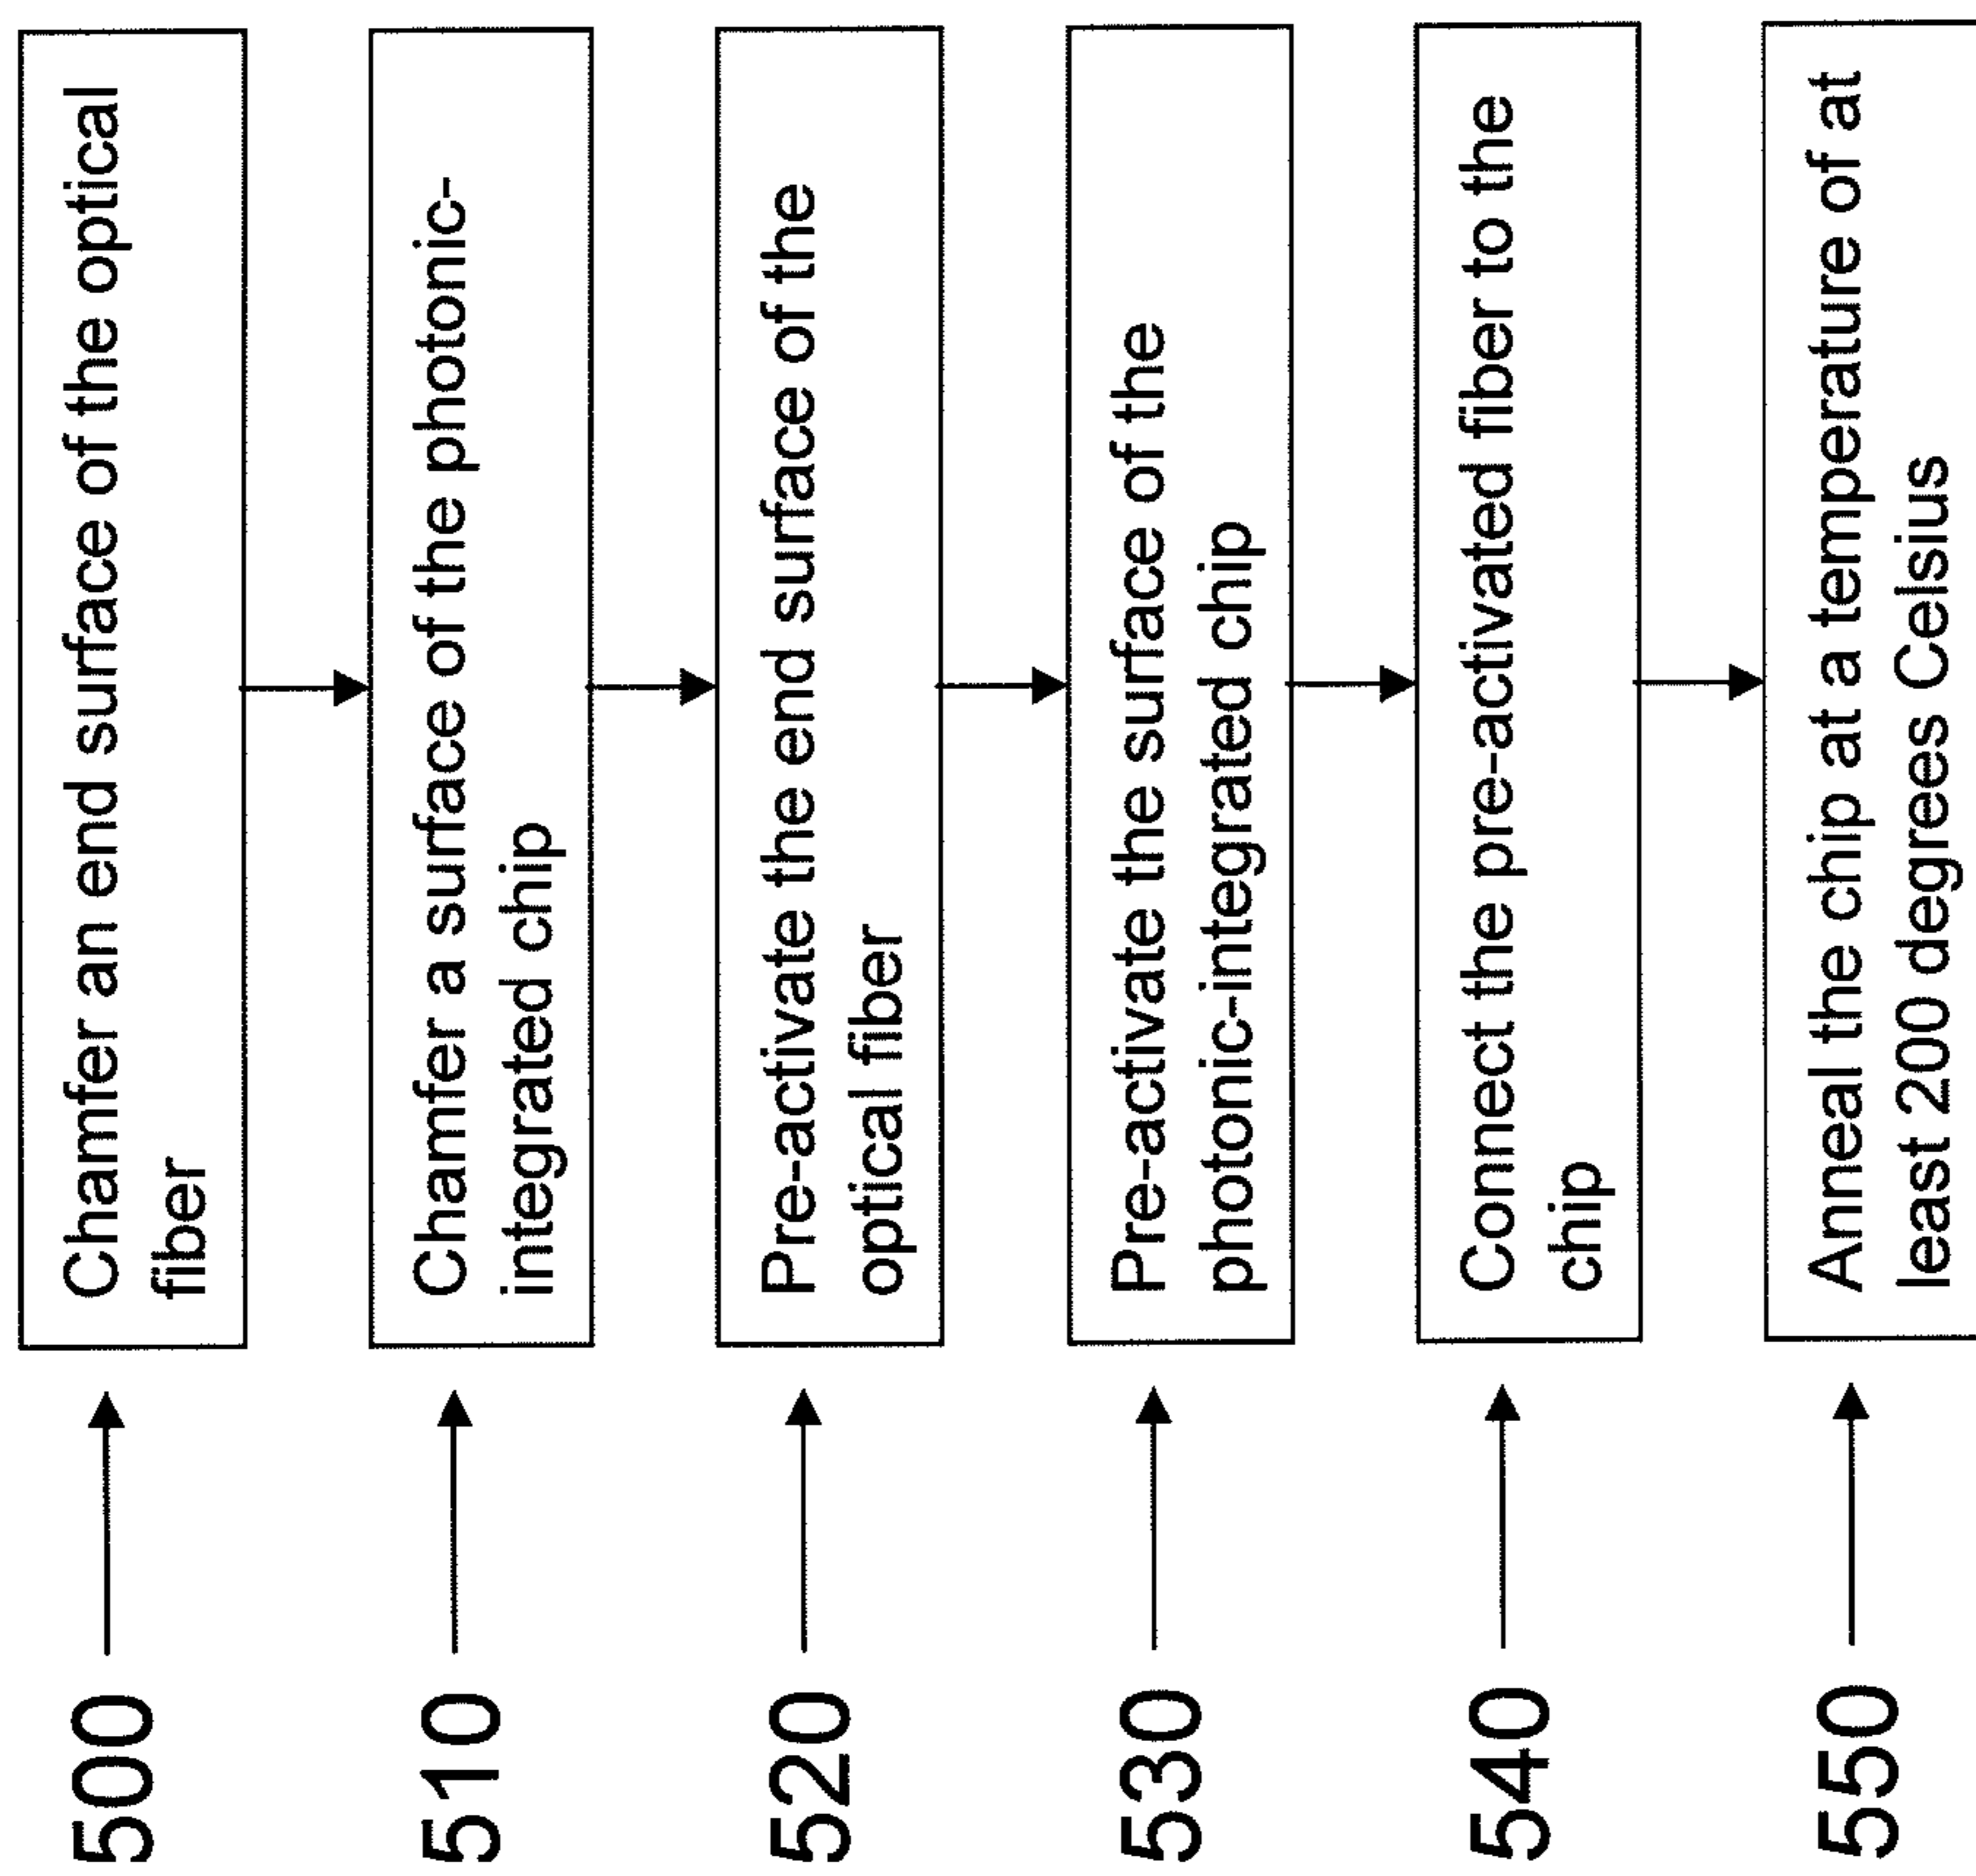 500
Chamfer an end surface of the optical
fiber
510
Chamfer a surface of the photonic-
integrated chip
520
Pre-activate the end surface of the
optical fiber
530
Pre-activate the surface of the
photonic-integrated chip
540
Connect the pre-activated fiber to the
chip
550
Anneal the chip at a temperature of at
least 200 degrees Celsius